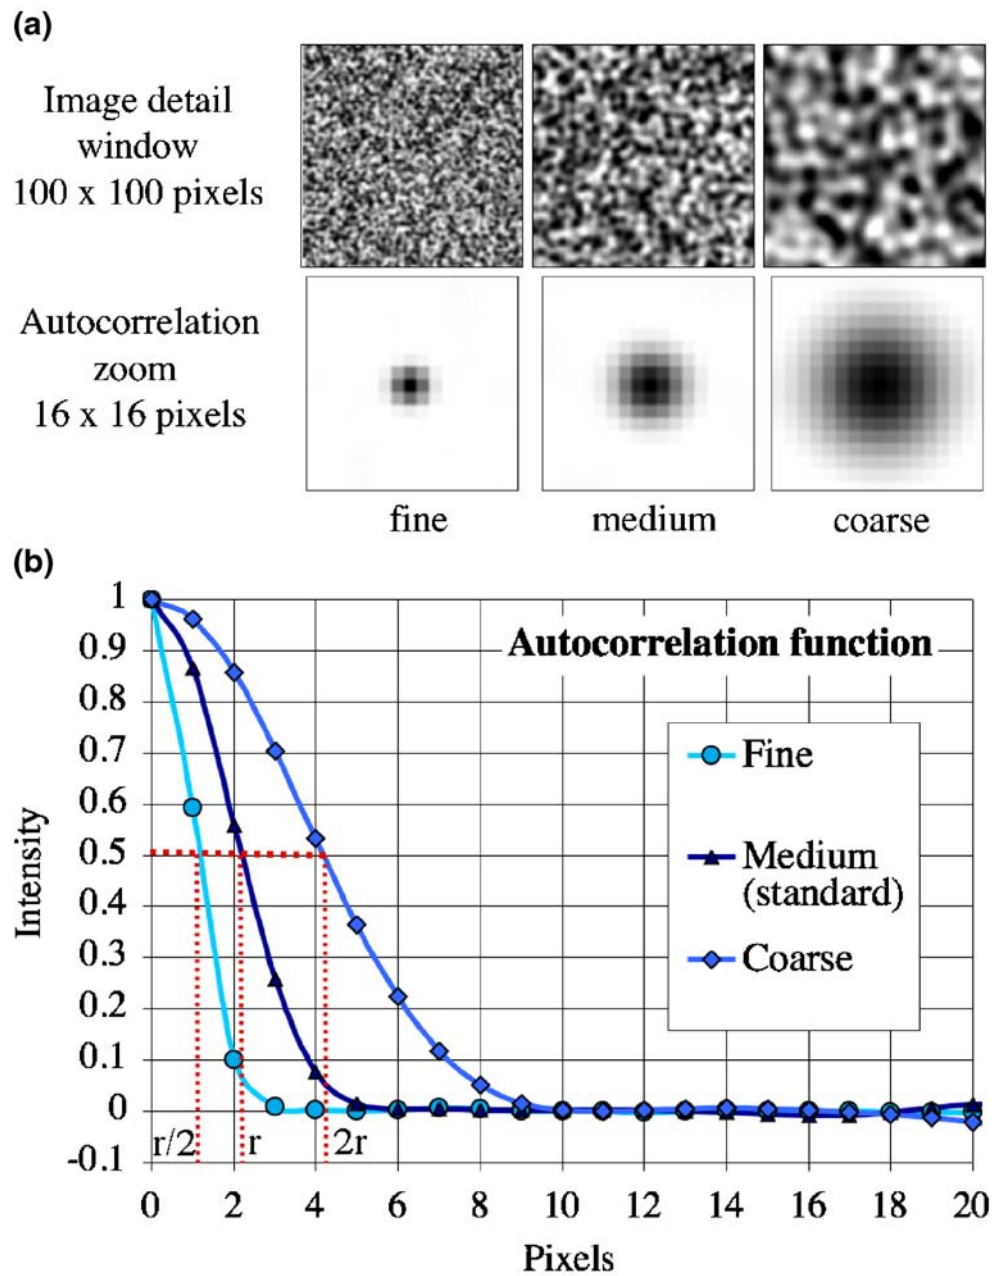 (a)
Image detail
window
100 x 100 pixels
Autocorrelation
zoom
16 x 16 pixels
fine medium coarse
(b)
Autocorrelation function
Fine
Medium
(standard)
Coarse
Intensity
1
0.9
0.8
0.7
0.6
0.5
0.4
0.3
0.2
0.1
0
-0.1
r/2 r 2r
0 2 4 6 8 10 12 14 16 18 20
Pixels